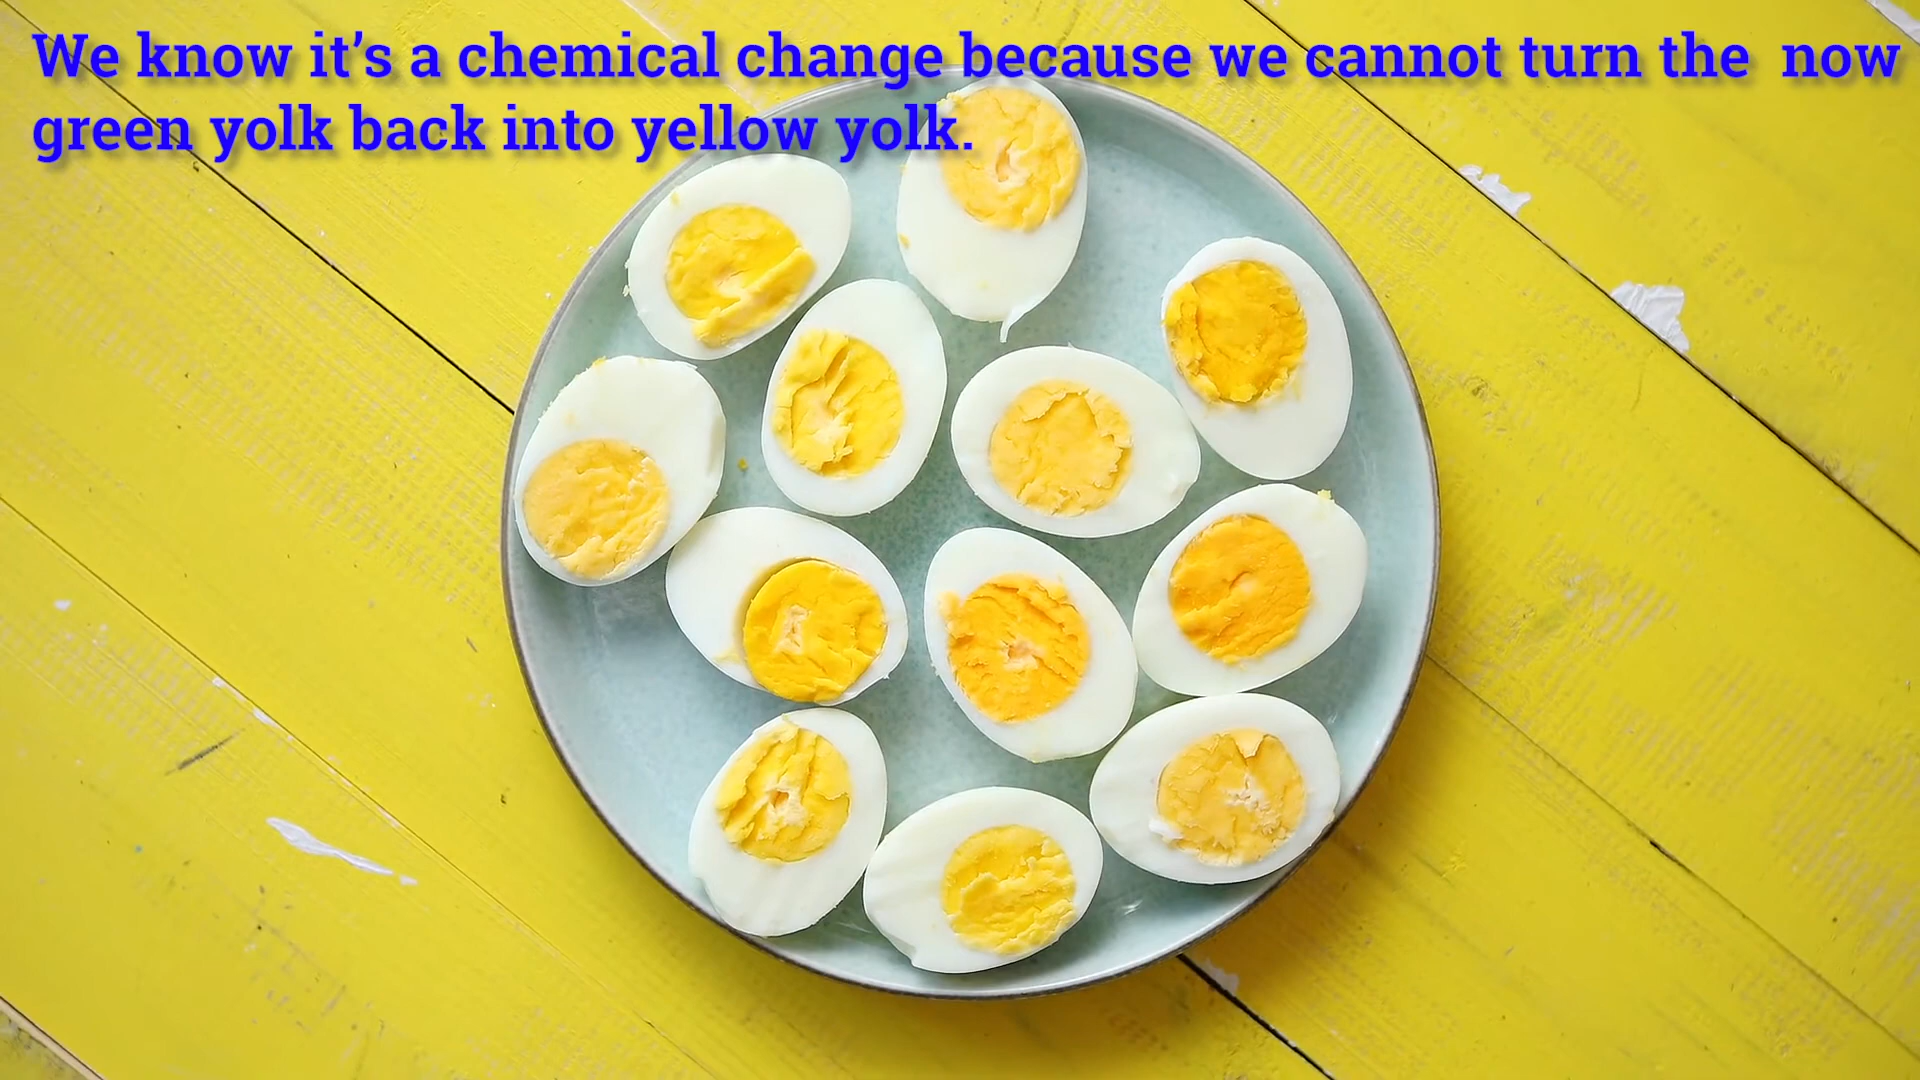 We know it's a chemical change because we cannot turn the  now
green yolk back into yellow yolk.